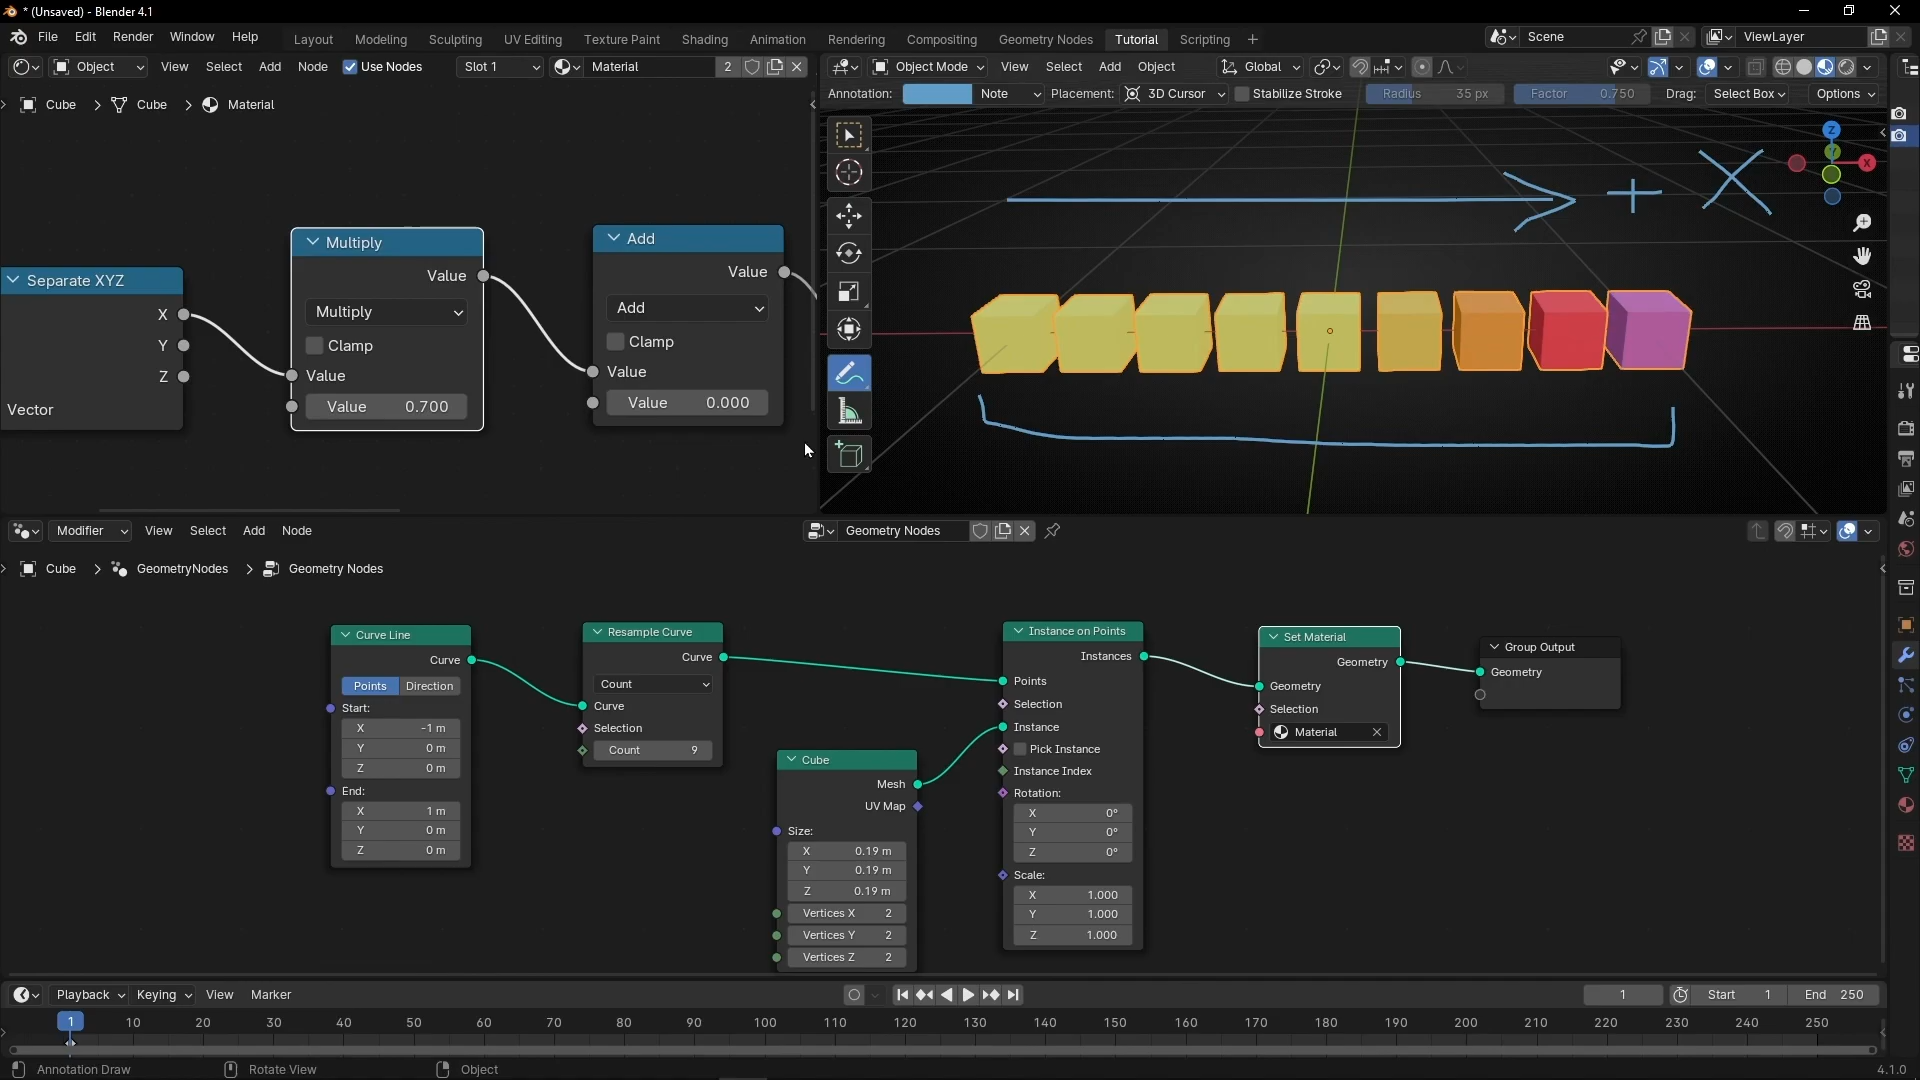 * (Unsaved) - Blender 4.1
File Edit Render Window Help Layout Modeling Sculpting UV Editing Texture Paint Shading Animation Rendering Compositing Geometry Nodes Tutorial Scripting + Scene ViewLayer
Object View Select Add Node Use Nodes Slot 1 Material 2
Object Mode View Select Add Object Global
Annotation: Note Placement: 3D Cursor Stabilize Stroke Radius 35 px Factor 0.750 Drag: Select Box Options
Cube > Cube > Material
Separate XYZ
X
Y
Z
Vector
Multiply
Value
Multiply
Clamp
Value
Value 0.700
Add
Value
Add
Clamp
Value
Value 0.000
Z
Y
X
+ X
Modifier View Select Add Node Geometry Nodes
Cube > GeometryNodes > Geometry Nodes
Curve Line
Curve
Points Direction
Start:
X -1 m
Y 0 m
Z 0 m
End:
X 1 m
Y 0 m
Z 0 m
Resample Curve
Curve
Count
Curve
Selection
Count 9
Cube
Mesh
UV Map
Size:
X 0.19 m
Y 0.19 m
Z 0.19 m
Vertices X 2
Vertices Y 2
Vertices Z 2
Instance on Points
Instances
Points
Selection
Instance
Pick Instance
Instance Index
Rotation:
X 0°
Y 0°
Z 0°
Scale:
X 1.000
Y 1.000
Z 1.000
Set Material
Geometry
Geometry
Selection
Material
Group Output
Geometry
Playback Keying View Marker 1 Start 1 End 250
1 10 20 30 40 50 60 70 80 90 100 110 120 130 140 150 160 170 180 190 200 210 220 230 240 250
Annotation Draw Rotate View Object 4.1.0